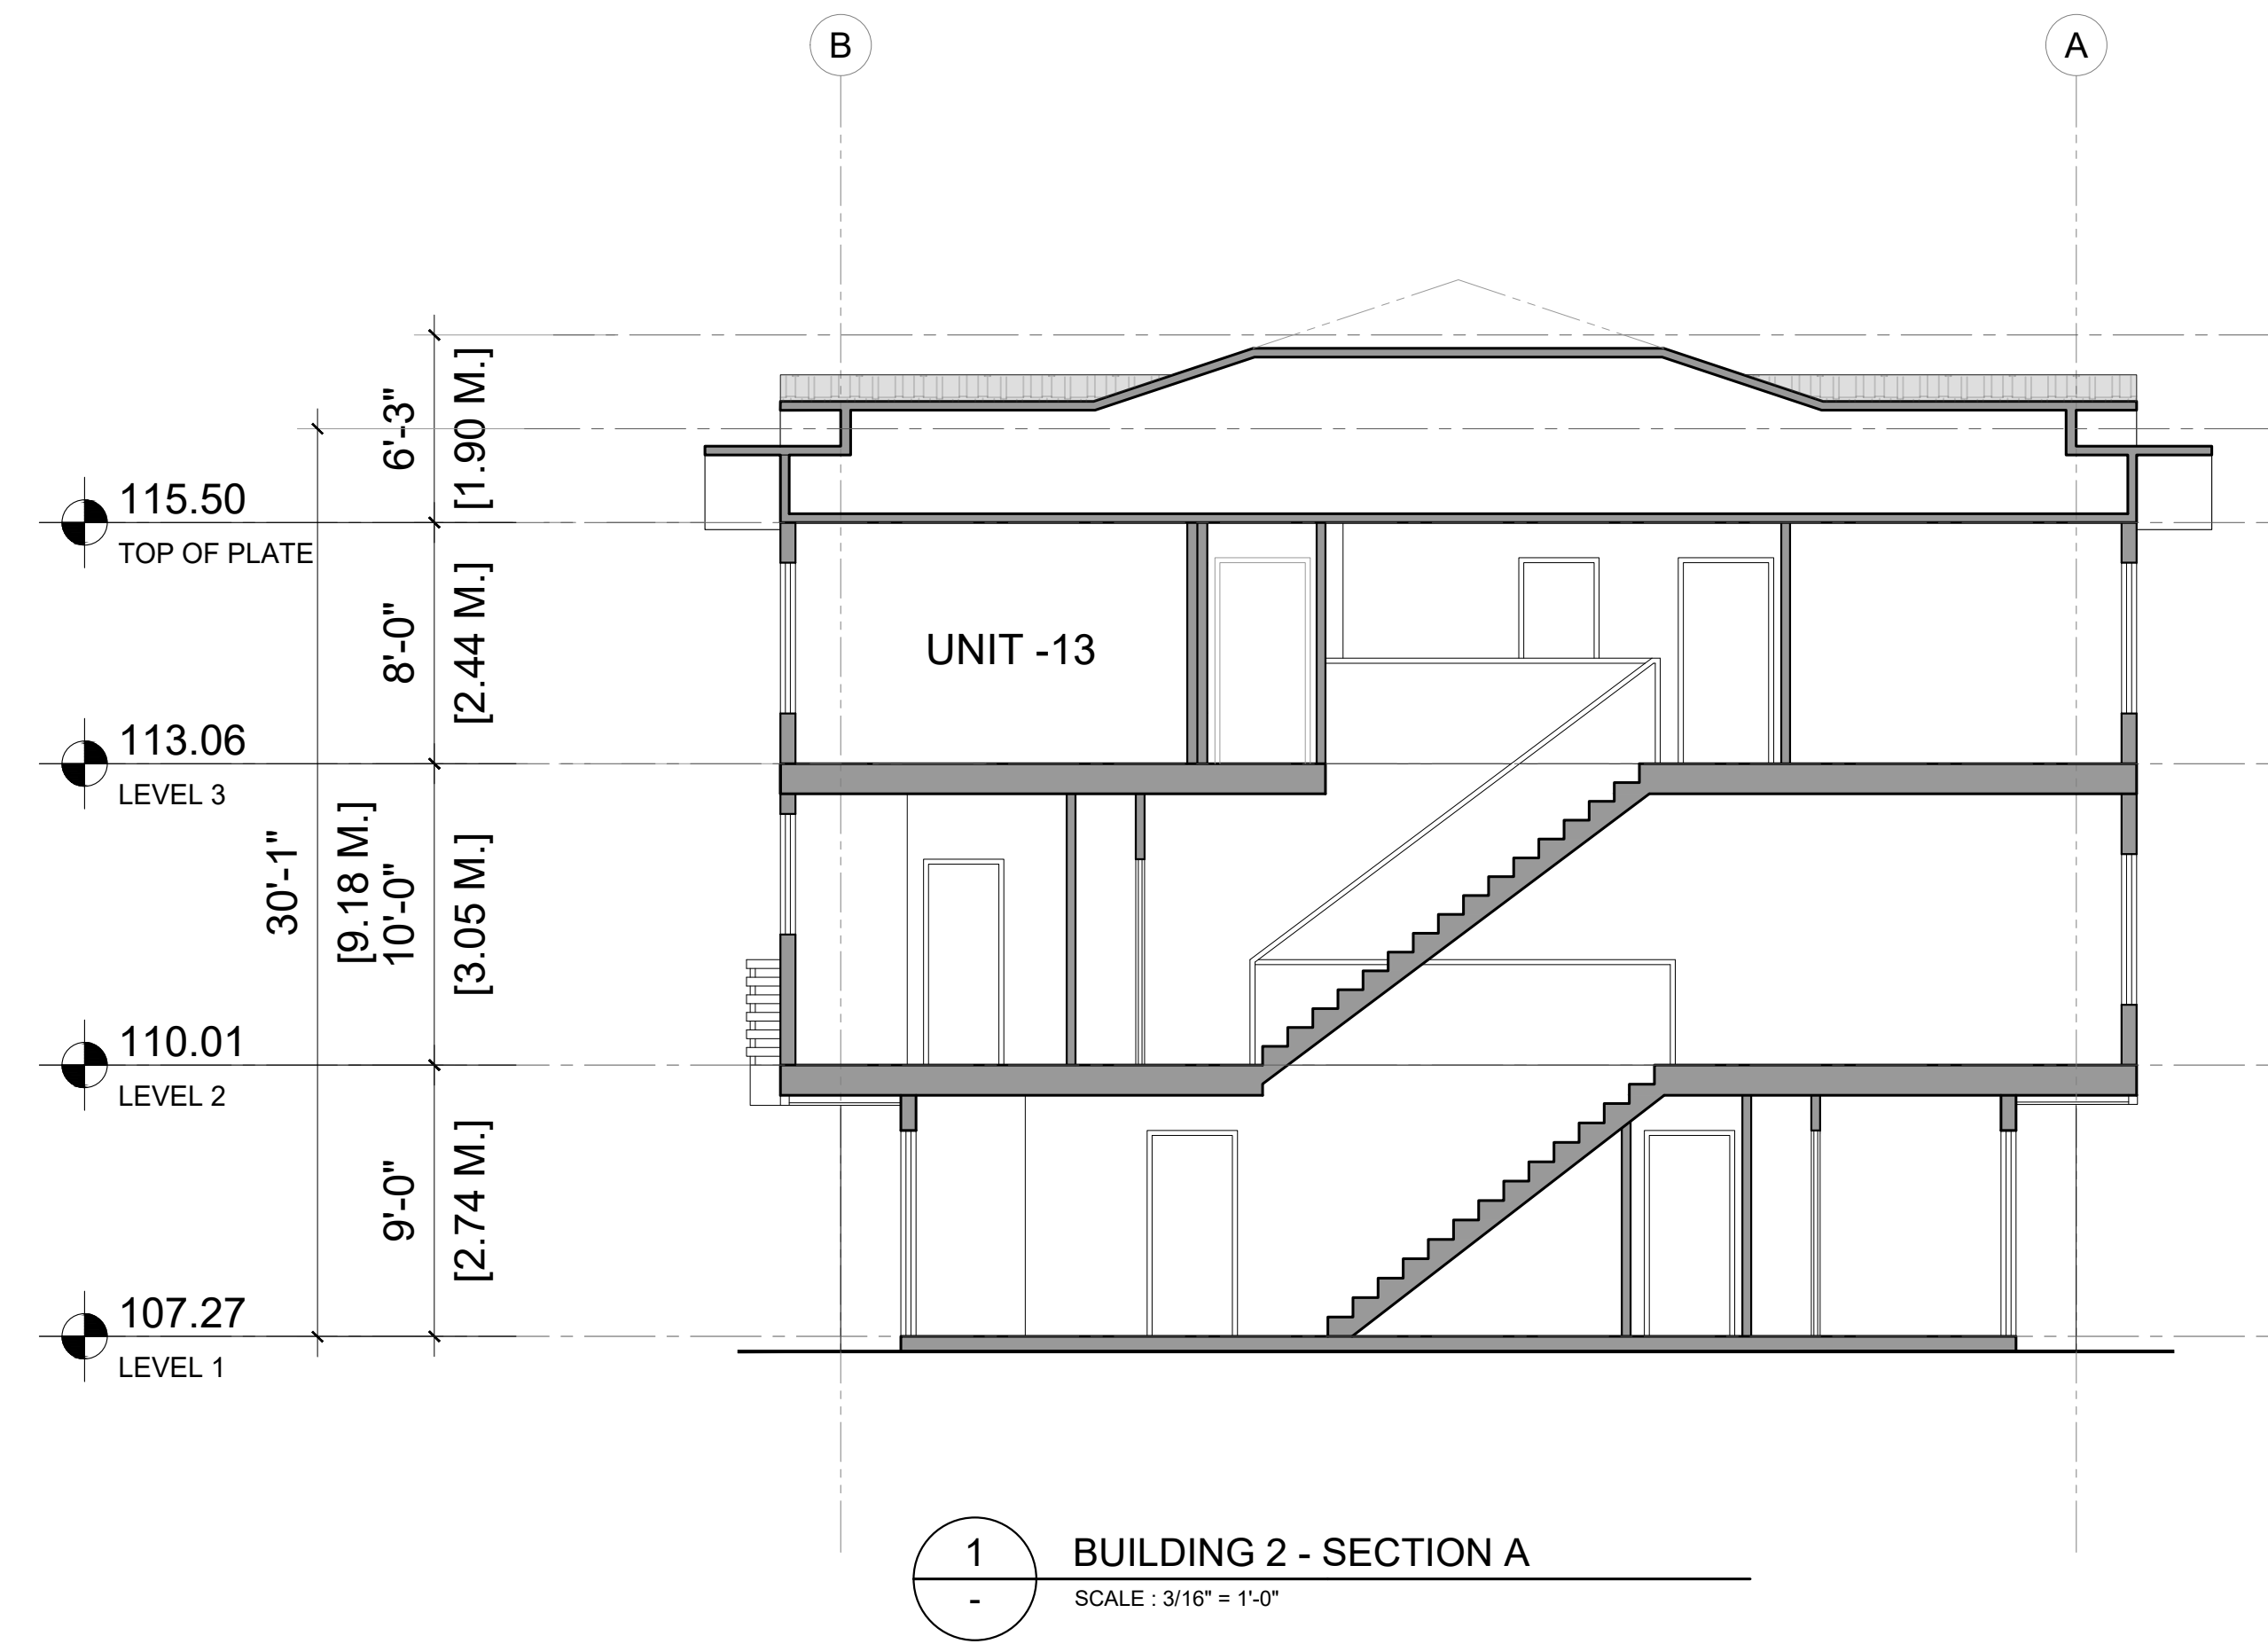 B
A
6'-3"
[1.90 M.]
115.50
TOP OF PLATE
8'-0"
[2.44 M.]
UNIT -13
113.06
LEVEL 3
30'-1"
[9.18 M.]
10'-0"
[3.05 M.]
110.01
LEVEL 2
9'-0"
[2.74 M.]
107.27
LEVEL 1
1
-
BUILDING 2 - SECTION A
SCALE : 3/16" = 1'-0"